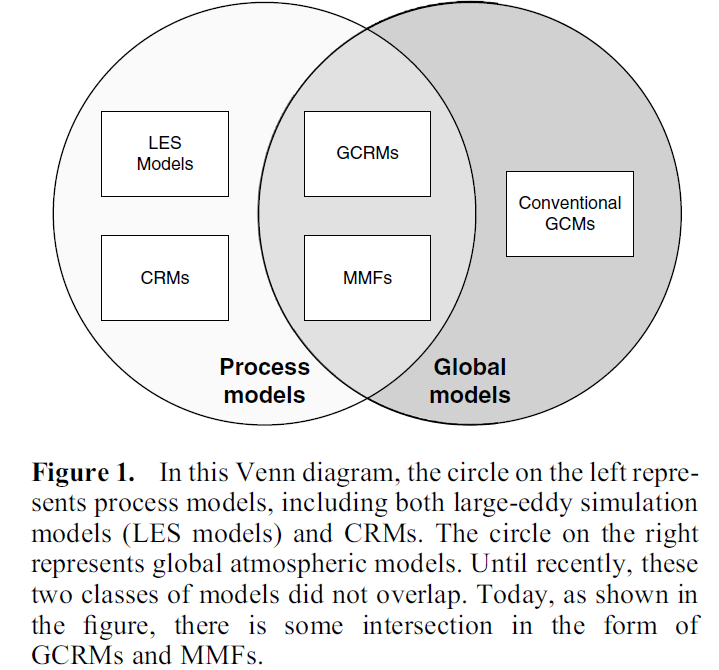 LES
Models
GCRMs
Conventional
GCMs
CRMs
MMFs
Process
models
Global
models
Figure 1. In this Venn diagram, the circle on the left repre-
sents process models, including both large-eddy simulation
models (LES models) and CRMs. The circle on the right
represents global atmospheric models. Until recently, these
two classes of models did not overlap. Today, as shown in
the figure, there is some intersection in the form of
GCRMs and MMFs.